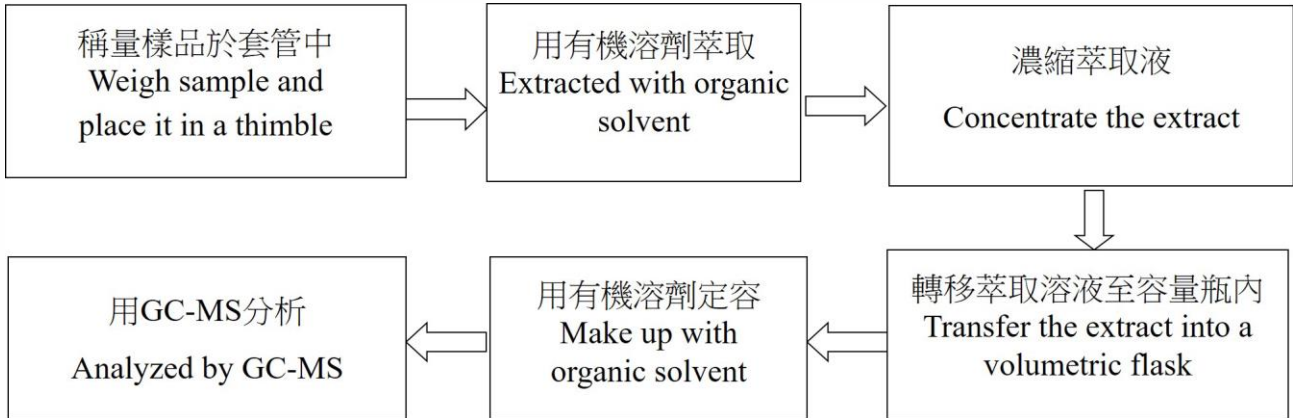 稱量樣品於套管中
Weigh sample and
place it in a thimble
用有機溶劑萃取
Extracted with organic
solvent
濃縮萃取液
Concentrate the extract
轉移萃取溶液至容量瓶內
Transfer the extract into a
volumetric flask
用有機溶劑定容
Make up with
organic solvent
用GC-MS分析
Analyzed by GC-MS